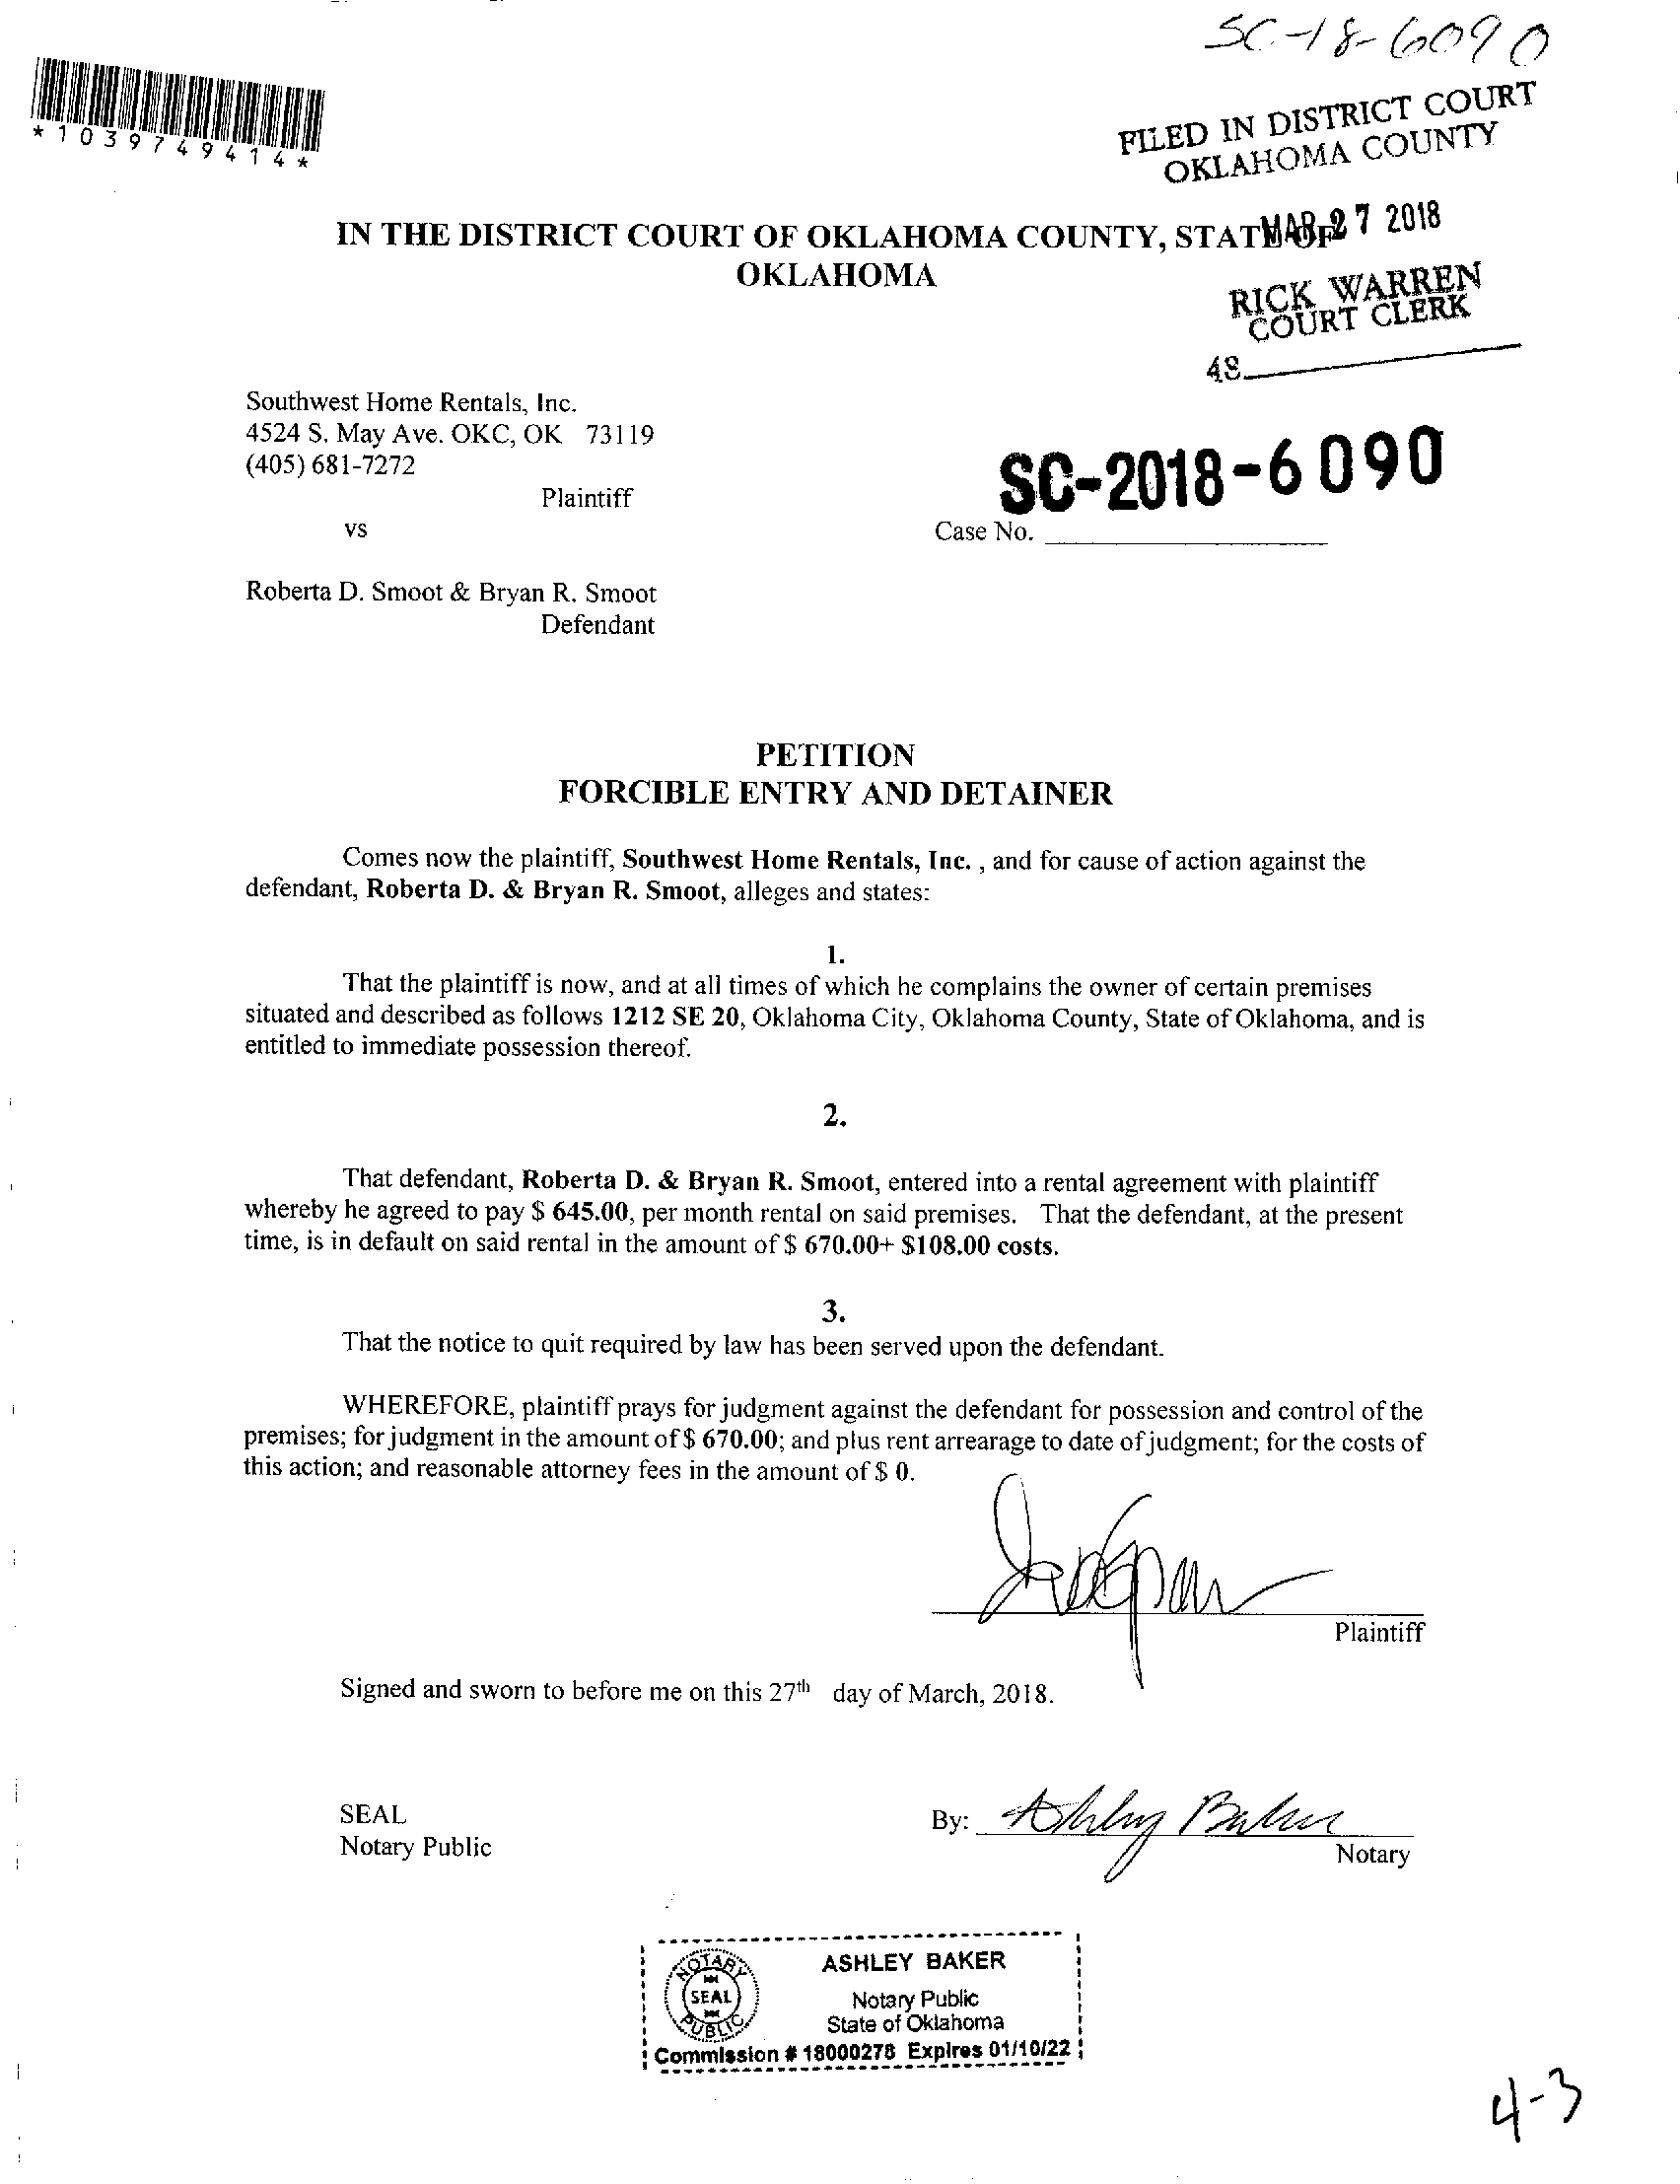 SC-18-6090
*1039749414*
FILED IN DISTRICT COURT
OKLAHOMA COUNTY
MAR 27 2018
IN THE DISTRICT COURT OF OKLAHOMA COUNTY, STATE OF
OKLAHOMA
RICK WARREN
COURT CLERK
48
Southwest Home Rentals, Inc.
4524 S. May Ave. OKC, OK 73119
(405) 681-7272
Plaintiff
SC-2018-6090
vs
Case No.
Roberta D. Smoot & Bryan R. Smoot
Defendant
PETITION
FORCIBLE ENTRY AND DETAINER
Comes now the plaintiff, Southwest Home Rentals, Inc. , and for cause of action against the
defendant, Roberta D. & Bryan R. Smoot, alleges and states:
1.
That the plaintiff is now, and at all times of which he complains the owner of certain premises
situated and described as follows 1212 SE 20, Oklahoma City, Oklahoma County, State of Oklahoma, and is
entitled to immediate possession thereof.
2.
That defendant, Roberta D. & Bryan R. Smoot, entered into a rental agreement with plaintiff
whereby he agreed to pay $ 645.00, per month rental on said premises. That the defendant, at the present
time, is in default on said rental in the amount of $ 670.00+ $108.00 costs.
3.
That the notice to quit required by law has been served upon the defendant.
WHEREFORE, plaintiff prays for judgment against the defendant for possession and control of the
premises; for judgment in the amount of $ 670.00; and plus rent arrearage to date of judgment; for the costs of
this action; and reasonable attorney fees in the amount of $ 0.
Plaintiff
Signed and sworn to before me on this 27th day of March, 2018.
SEAL
By: Ashley Baker
Notary Public
Notary
NOTARY
SEAL
PUBLIC
ASHLEY BAKER
Notary Public
State of Oklahoma
Commission # 18000278 Expires 01/10/22
4-3